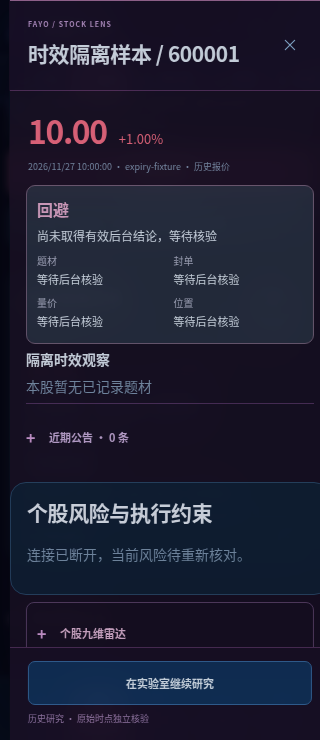 FAYO / STOCK LENS
时效隔离样本 / 600001
10.00 +1.00%
2026/11/27 10:00:00 · expiry-fixture · 历史报价
回避
尚未取得有效后台结论，等待核验
题材 封单
等待后台核验 等待后台核验
量价 位置
等待后台核验 等待后台核验
隔离时效观察
本股暂无已记录题材
+ 近期公告 · 0 条
个股风险与执行约束
连接已断开，当前风险待重新核对。
+ 个股九维雷达
在实验室继续研究
历史研究 · 原始时点独立核验